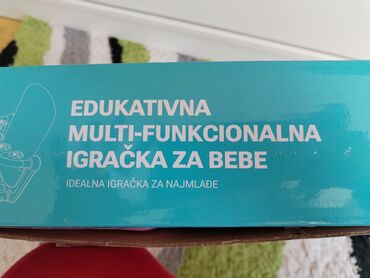 EDUKATIVNA
MULTI-FUNKCIONALNA
IGRAČKA ZA BEBE
IDEALNA IGRAČKA ZA NAJMLAĐE